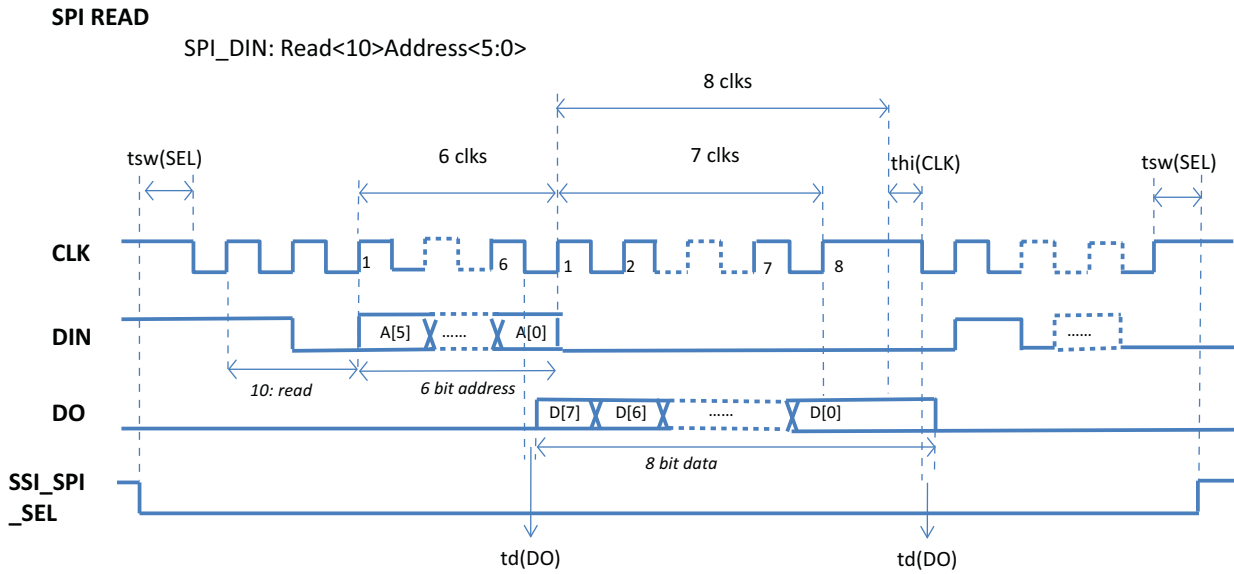 SPI READ
SPI_DIN: Read<10>Address<5:0>
8 clks
tsw(SEL)
6 clks
7 clks
thi(CLK)
tsw(SEL)
CLK
1
6
1
2
7
8
DIN
A[5]
......
A[0]
......
10: read
6 bit address
DO
D[7]
D[6]
......
D[0]
8 bit data
SSI_SPI
_SEL
td(DO)
td(DO)